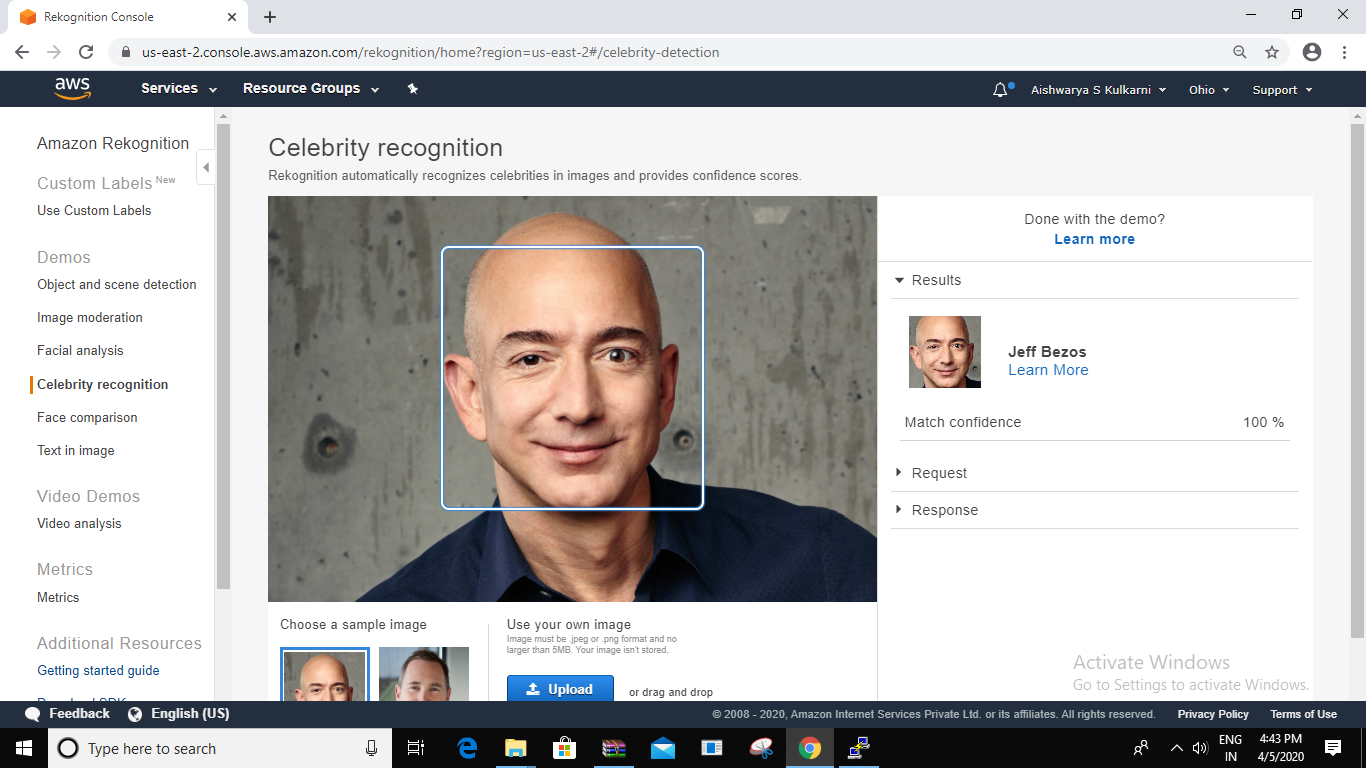 Rekognition Console
us-east-2.console.aws.amazon.com/rekognition/home?region=us-east-2#/celebrity-detection
aws
Services
Resource Groups
Aishwarya S Kulkarni
Ohio
Support
Amazon Rekognition
Custom Labels New
Use Custom Labels
Demos
Object and scene detection
Image moderation
Facial analysis
Celebrity recognition
Face comparison
Text in image
Video Demos
Video analysis
Metrics
Metrics
Additional Resources
Getting started guide
Celebrity recognition
Rekognition automatically recognizes celebrities in images and provides confidence scores.
Done with the demo?
Learn more
Results
Jeff Bezos
Learn More
Match confidence 100 %
Request
Response
Choose a sample image
Use your own image
Image must be .jpeg or .png format and no
larger than 5MB. Your image isn't stored.
Upload
or drag and drop
Activate Windows
Go to Settings to activate Windows.
Feedback
English (US)
© 2008 - 2020, Amazon Internet Services Private Ltd. or its affiliates. All rights reserved.
Privacy Policy
Terms of Use
Type here to search
ENG
IN
4:43 PM
4/5/2020